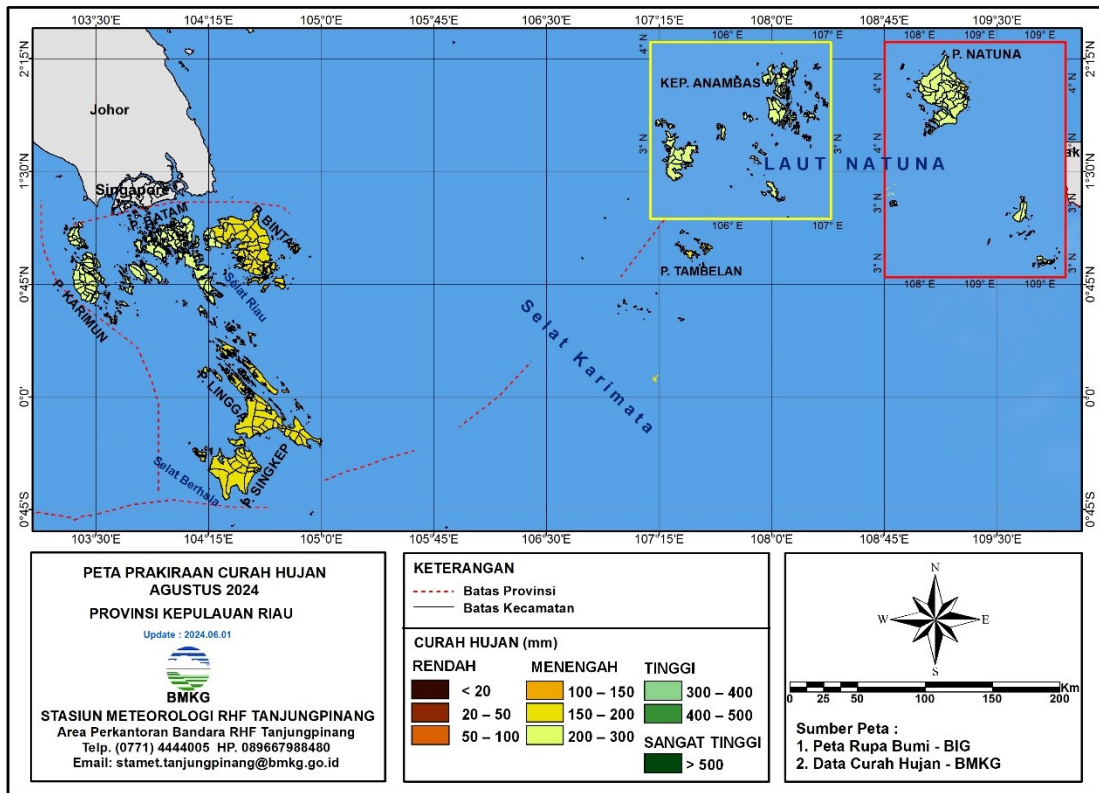 2°15'N
1°30'N
0°45'N
0°0'
0°45'S
Johor
Singapore
P. BATAM
P. BINTAN
P. KARIMUN
Selat Riau
P. LINGGA
P. SINGKEP
Selat Berhala
Selat Karimata
P. TAMBELAN
LAUT NATUNA
4° N
106° E
107° E
KEP. ANAMBAS
3° N
3° N
106° E
107° E
108° E
109° E
109° E
P. NATUNA
4° N
4° N
4° N
4° N
3° N
3° N
3° N
3° N
108° E
109° E
109° E
ak
2°15'N
1°30'N
0°45'N
0°0'
0°45'S
103°30'E
104°15'E
105°0'E
105°45'E
106°30'E
107°15'E
108°0'E
108°45'E
109°30'E
103°30'E
104°15'E
105°0'E
105°45'E
106°30'E
107°15'E
108°0'E
108°45'E
109°30'E
PETA PRAKIRAAN CURAH HUJAN
AGUSTUS 2024
PROVINSI KEPULAUAN RIAU
Update : 2024.06.01
BMKG
STASIUN METEOROLOGI RHF TANJUNGPINANG
Area Perkantoran Bandara RHF Tanjungpinang
Telp. (0771) 4444005 HP. 089667988480
Email: stamet.tanjungpinang@bmkg.go.id
KETERANGAN
Batas Provinsi
Batas Kecamatan
CURAH HUJAN (mm)
RENDAH MENENGAH TINGGI
< 20 100 – 150 300 – 400
20 – 50 150 – 200 400 – 500
50 – 100 200 – 300
SANGAT TINGGI
> 500
N
W E
S
Km
0 25 50 100 150 200
Sumber Peta :
1. Peta Rupa Bumi - BIG
2. Data Curah Hujan - BMKG